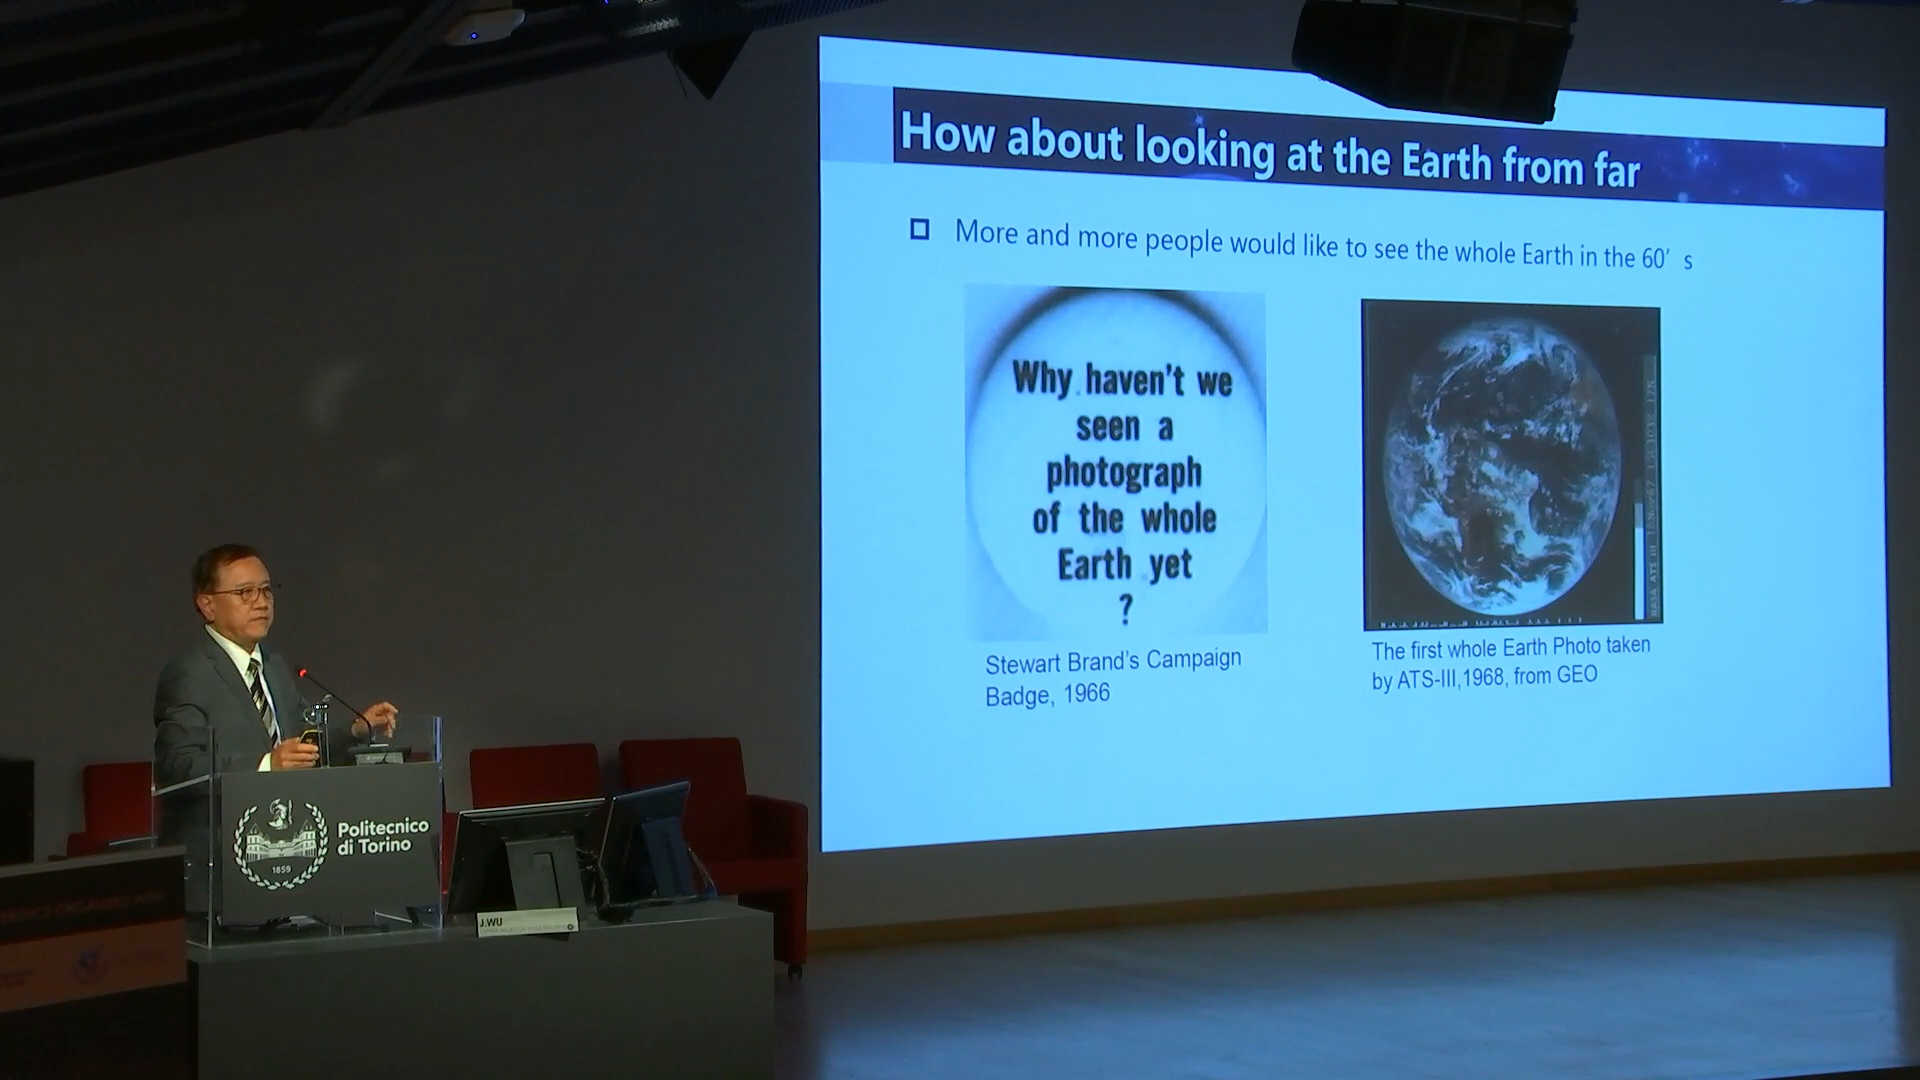 How about looking at the Earth from far
More and more people would like to see the whole Earth in the 60's
Why haven't we
seen a
photograph
of the whole
Earth yet
?
Stewart Brand's Campaign
Badge, 1966
The first whole Earth Photo taken
by ATS-III,1968, from GEO
Politecnico
di Torino
1859
J.WU